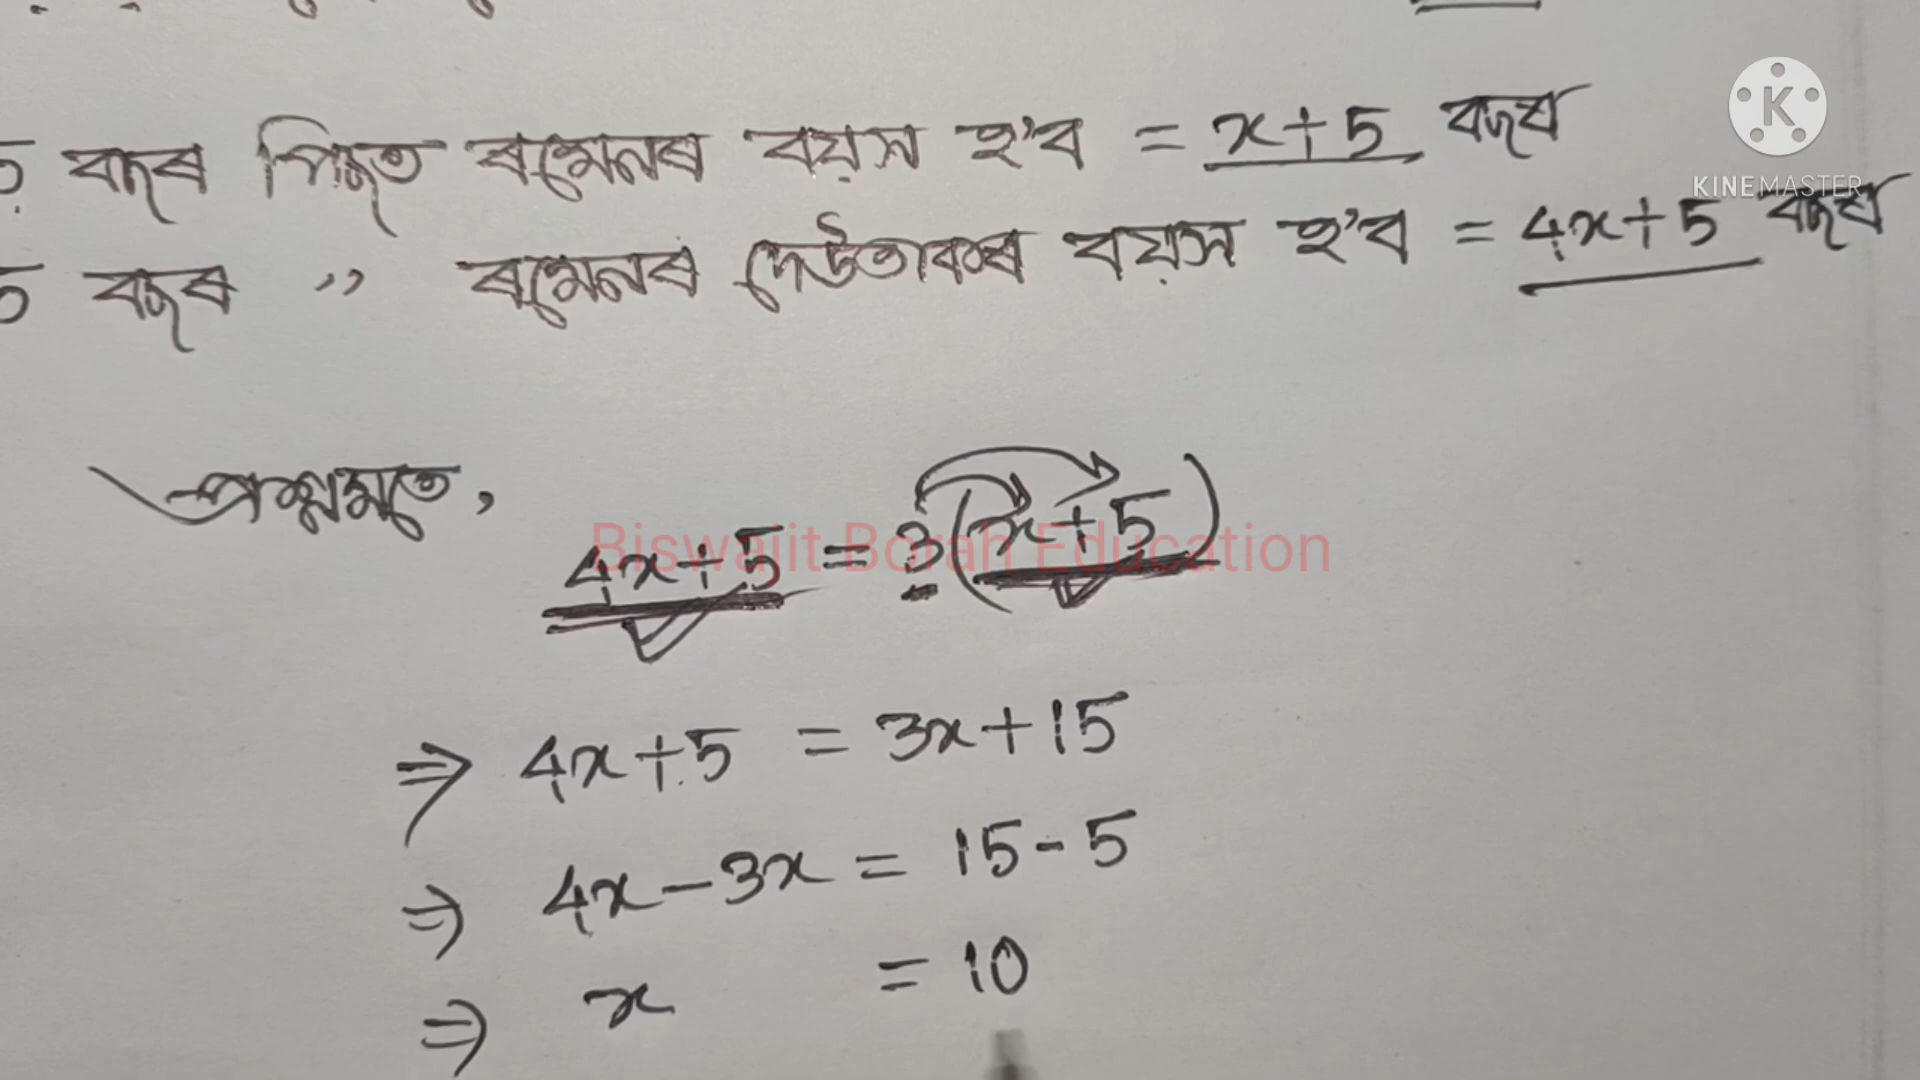 বছৰ পিছত ৰমেনৰ বয়স হ'ব = x+5 বছৰ
বছৰ " ৰমেনৰ দেউতাকৰ বয়স হ'ব = 4x+5 বছৰ
KINEMASTER
প্ৰশ্নমতে,
4x+5 = 3(x+5)
Biswajit Borah Education
⇒ 4x+5 = 3x+15
⇒ 4x-3x = 15-5
⇒ x = 10